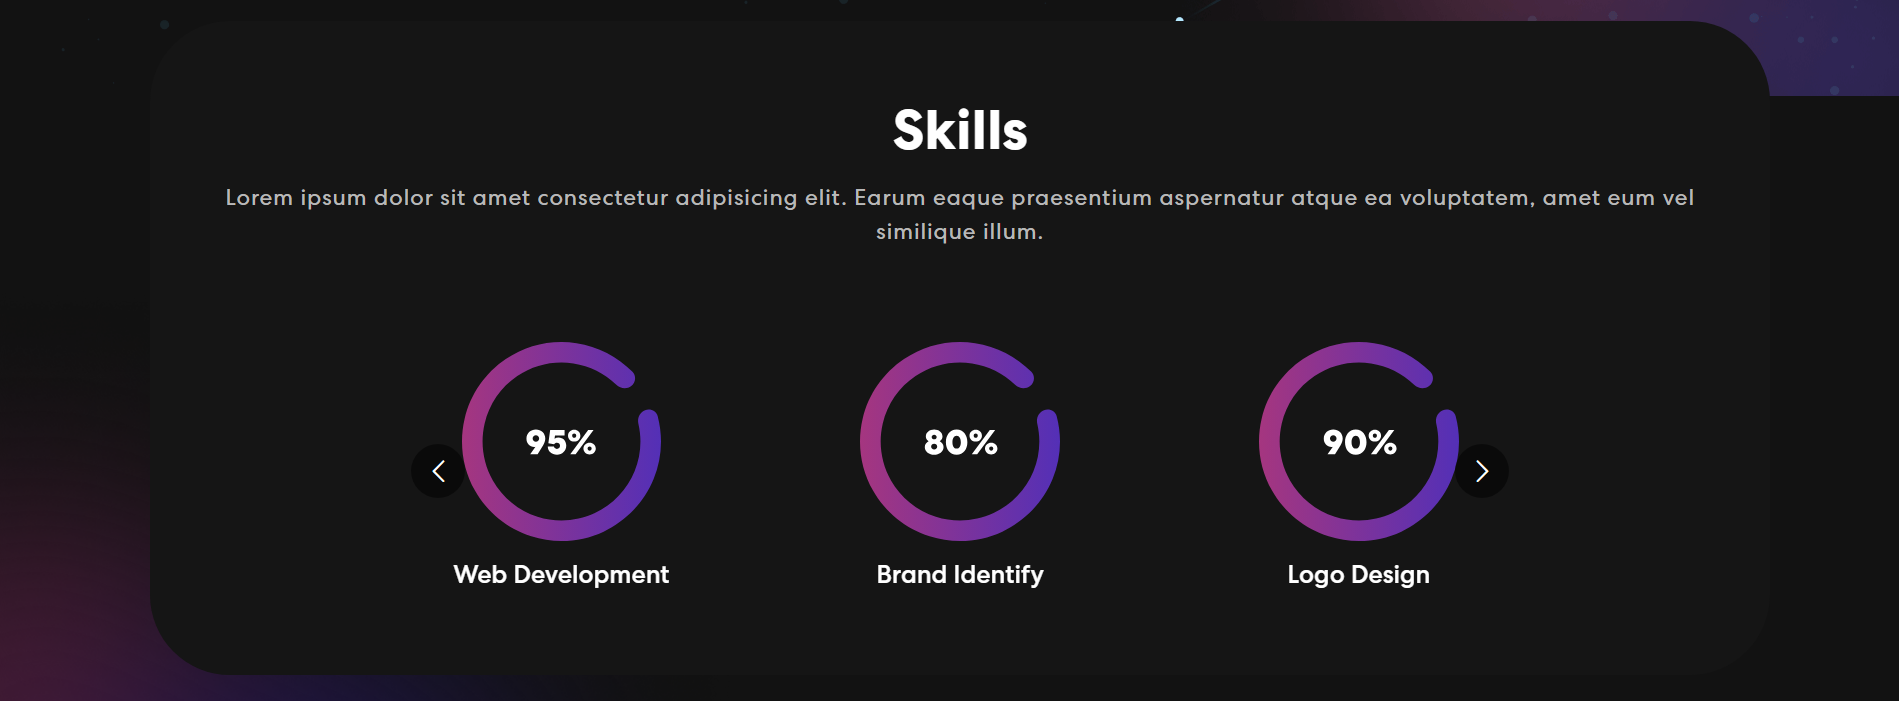 Skills
Lorem ipsum dolor sit amet consectetur adipisicing elit. Earum eaque praesentium aspernatur atque ea voluptatem, amet eum vel
similique illum.
95%
80%
90%
Web Development
Brand Identify
Logo Design